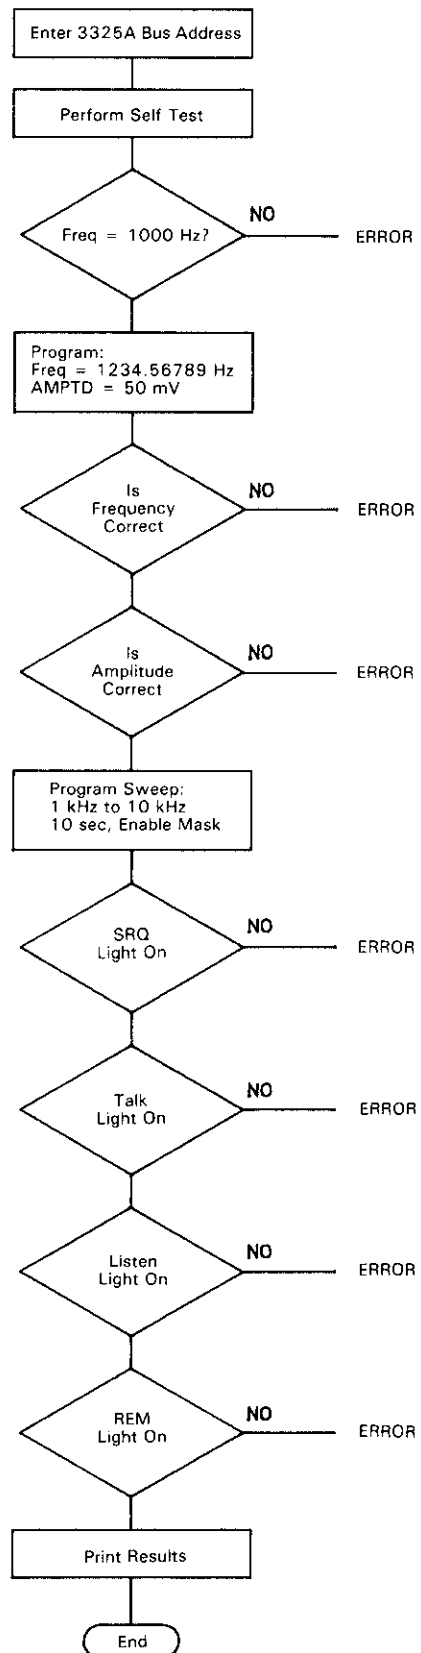 Enter 3325A Bus Address
Perform Self Test
Freq = 1000 Hz?
NO
ERROR
Program:
Freq = 1234.56789 Hz
AMPTD = 50 mV
Is
Frequency
Correct
NO
ERROR
Is
Amplitude
Correct
NO
ERROR
Program Sweep:
1 kHz to 10 kHz
10 sec, Enable Mask
SRQ
Light On
NO
ERROR
Talk
Light On
NO
ERROR
Listen
Light On
NO
ERROR
REM
Light On
NO
ERROR
Print Results
End